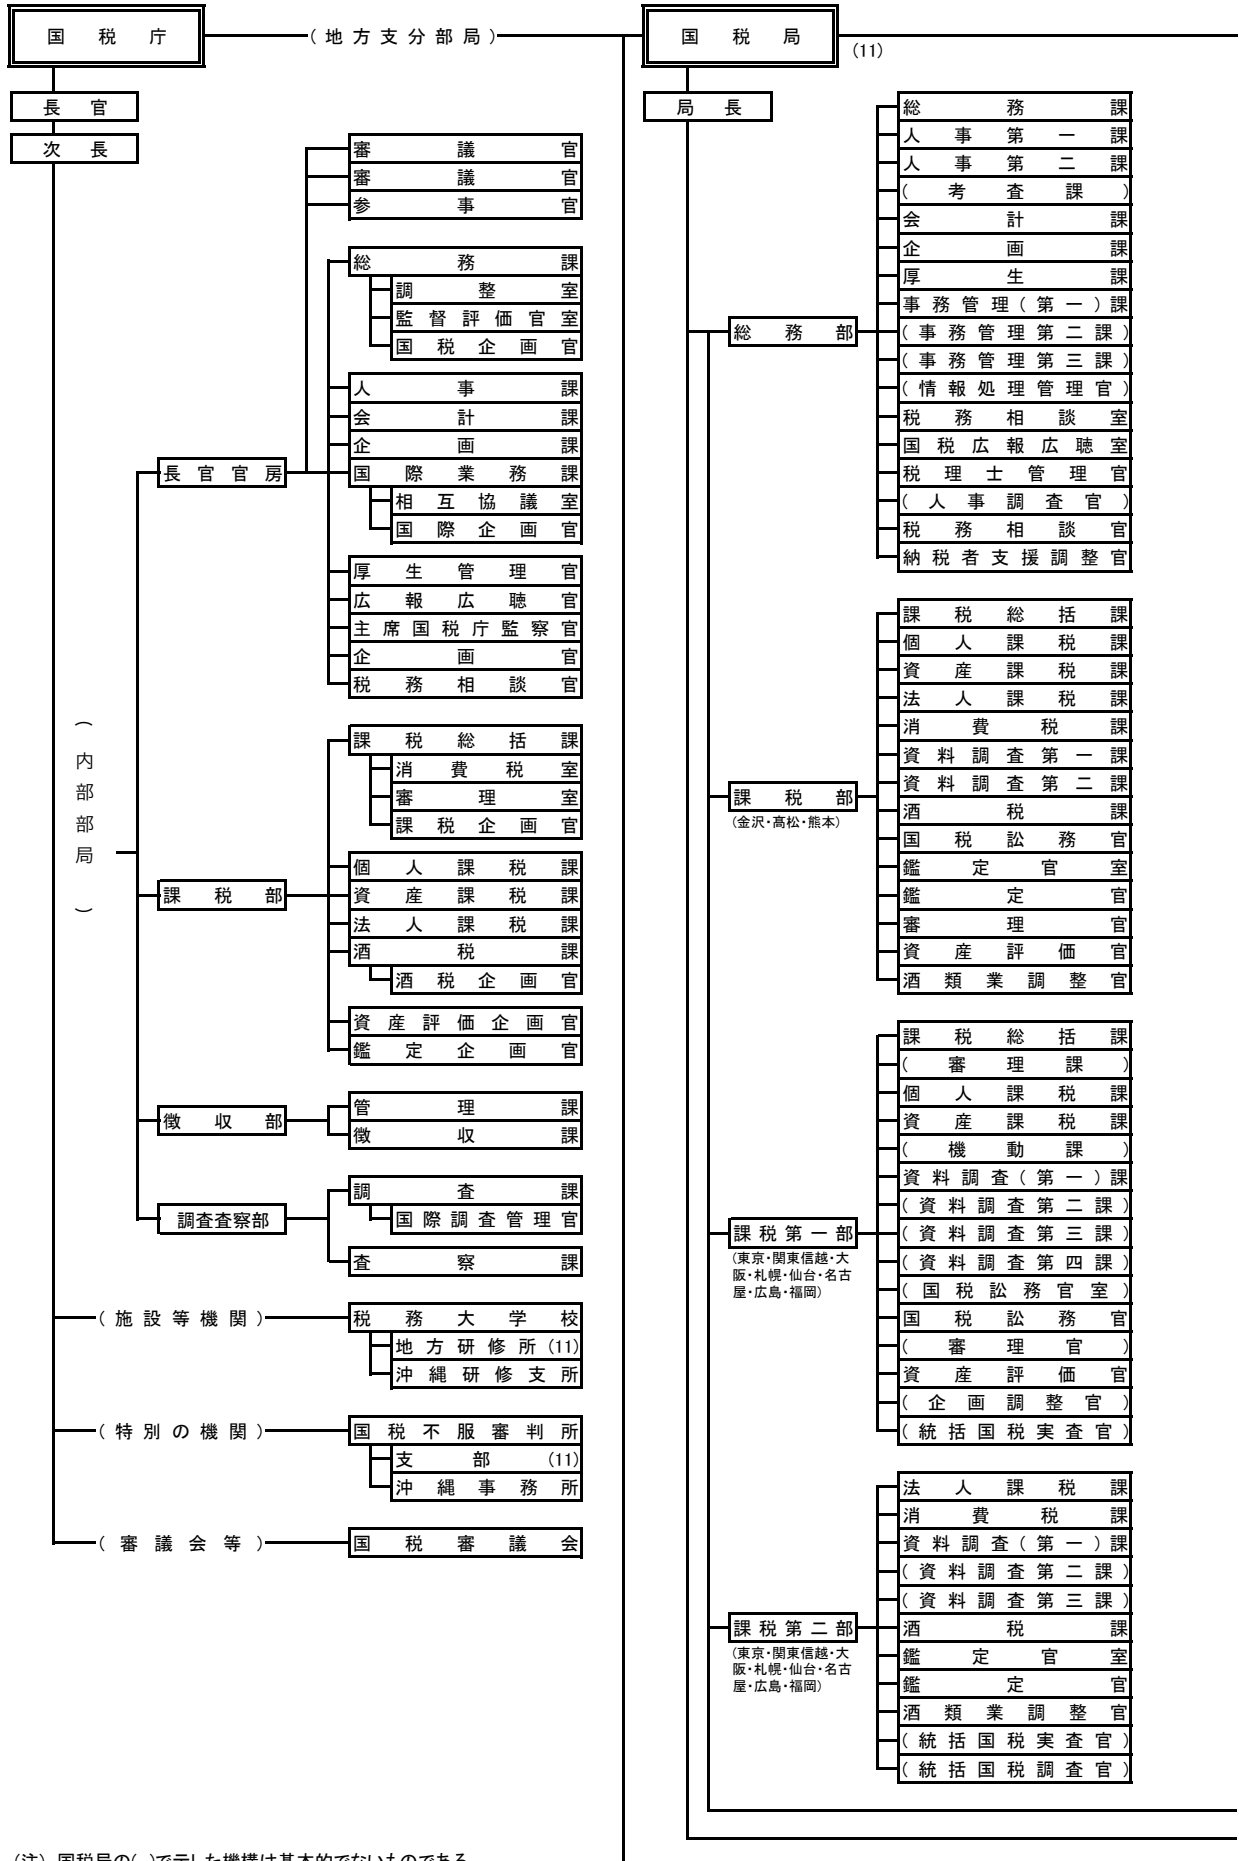 国税庁
(地方支分部局)
国税局
(11)
長官
次長
局長
(内部部局)
長官官房
審議官
審議官
参事官
総務課
調整室
監督評価官室
国税企画官
人事課
会計課
企画課
国際業務課
相互協議室
国際企画官
厚生管理官
広報広聴官
主席国税庁監察官
企画官
税務相談官
課税部
課税総括課
消費税室
審理室
課税企画官
個人課税課
資産課税課
法人課税課
酒税課
酒税企画官
資産評価企画官
鑑定企画官
徴収部
管理課
徴収課
調査査察部
調査課
国際調査管理官
査察課
(施設等機関)
税務大学校
地方研修所(11)
沖縄研修支所
(特別の機関)
国税不服審判所
支部(11)
沖縄事務所
(審議会等)
国税審議会
総務部
総務課
人事第一課
人事第二課
(考査課)
会計課
企画課
厚生課
事務管理(第一)課
(事務管理第二課)
(事務管理第三課)
(情報処理管理官)
税務相談室
国税広報広聴室
税理士管理官
(人事調査官)
税務相談官
納税者支援調整官
課税部
(金沢・高松・熊本)
課税総括課
個人課税課
資産課税課
法人課税課
消費税課
資料調査第一課
資料調査第二課
酒税課
国税訟務官
鑑定官室
鑑定官
審理官
資産評価官
酒類業調整官
課税第一部
(東京・関東信越・大
阪・札幌・仙台・名古
屋・広島・福岡)
課税総括課
(審理課)
個人課税課
資産課税課
(機動課)
資料調査(第一)課
(資料調査第二課)
(資料調査第三課)
(資料調査第四課)
(国税訟務官室)
国税訟務官
(審理官)
資産評価官
(企画調整官)
(統括国税実査官)
課税第二部
(東京・関東信越・大
阪・札幌・仙台・名古
屋・広島・福岡)
法人課税課
消費税課
資料調査(第一)課
(資料調査第二課)
(資料調査第三課)
酒税課
鑑定官室
鑑定官
酒類業調整官
(統括国税実査官)
(統括国税調査官)
(注) 国税局の( )で示した機構は基本的でないものである